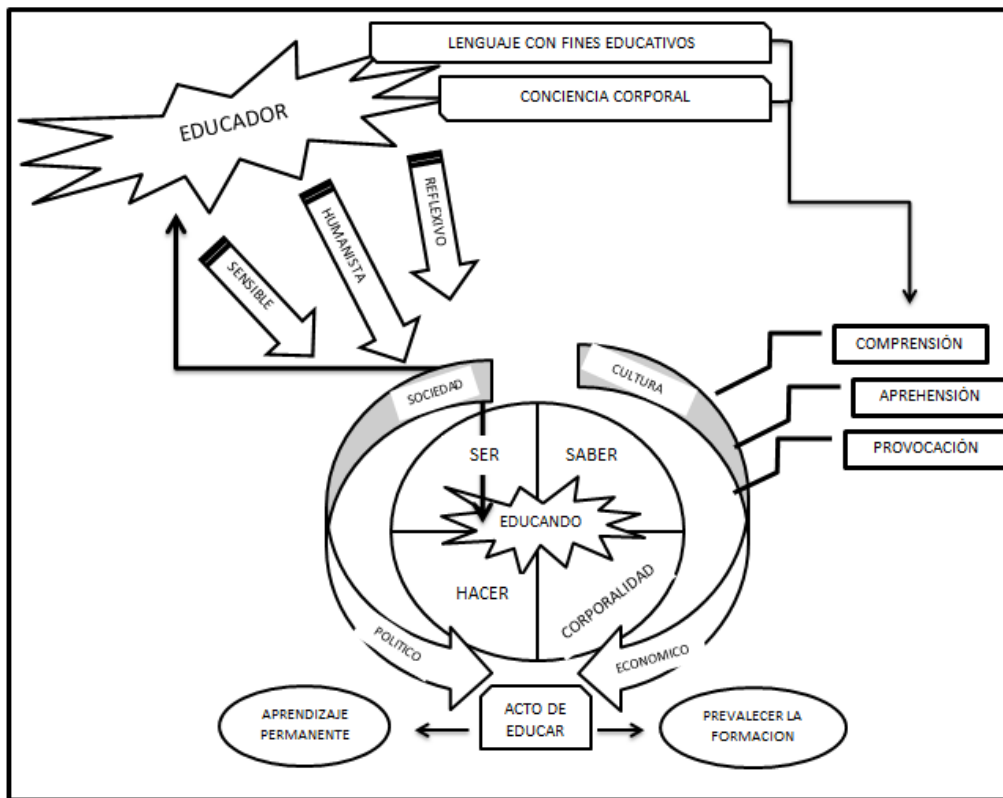 LENGUAJE CON FINES EDUCATIVOS
CONCIENCIA CORPORAL
EDUCADOR
REFLEXIVO
HUMANISTA
SENSIBLE
COMPRENSIÓN
APREHENSIÓN
PROVOCACIÓN
SOCIEDAD
CULTURA
SER
SABER
EDUCANDO
HACER
CORPORALIDAD
POLITICO
ECONOMICO
ACTO DE
EDUCAR
APRENDIZAJE
PERMANENTE
PREVALECER LA
FORMACION